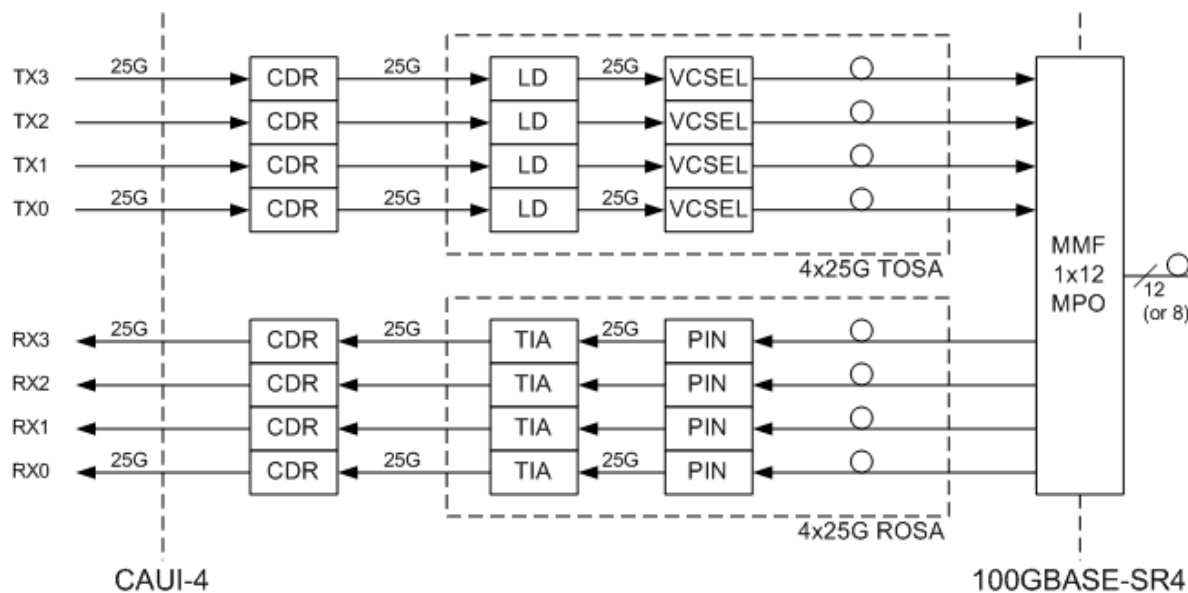 TX3 25G CDR 25G LD 25G VCSEL
TX2 CDR LD VCSEL
TX1 CDR LD VCSEL
TX0 25G CDR 25G LD 25G VCSEL
4x25G TOSA
MMF
1x12
MPO
12
(or 8)
RX3 25G CDR 25G TIA 25G PIN
RX2 CDR TIA PIN
RX1 CDR TIA PIN
RX0 25G CDR 25G TIA 25G PIN
4x25G ROSA
CAUI-4 100GBASE-SR4